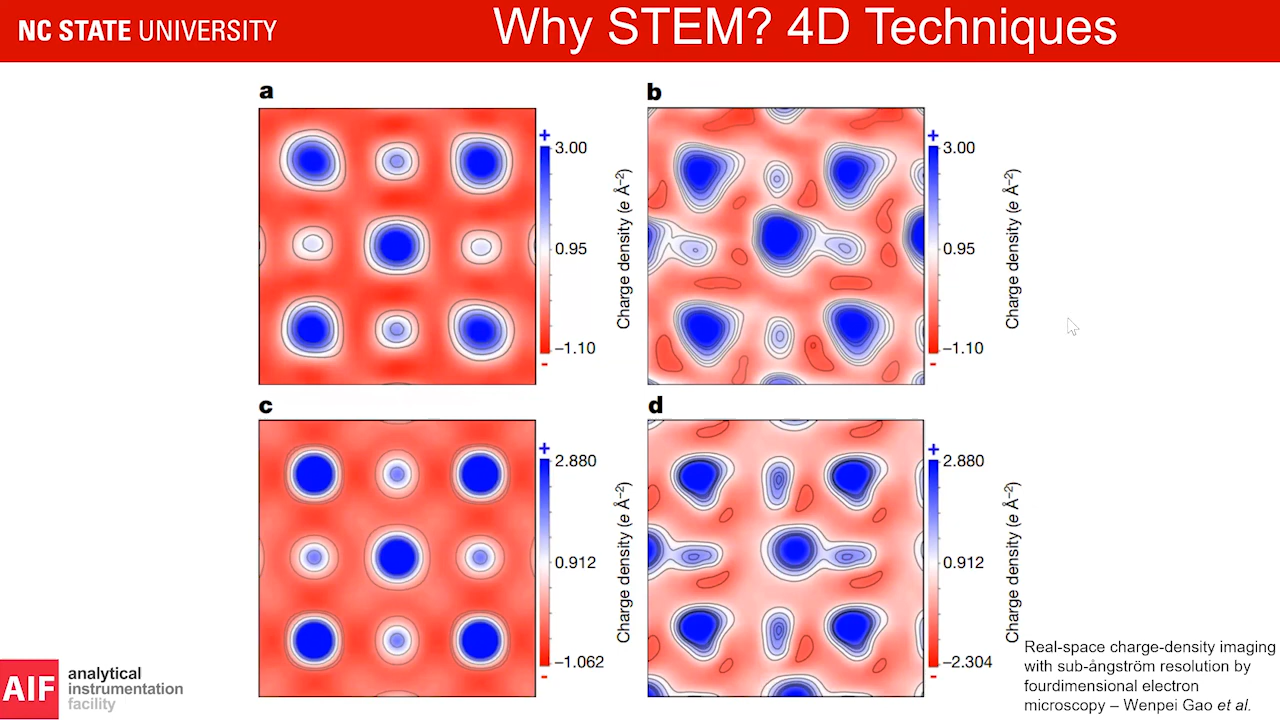 NC STATE UNIVERSITY
Why STEM? 4D Techniques
a
+
3.00
0.95
−1.10
-
Charge density (e Å−2)
b
+
3.00
0.95
−1.10
-
Charge density (e Å−2)
c
+
2.880
0.912
−1.062
-
Charge density (e Å−2)
d
+
2.880
0.912
−2.304
-
Charge density (e Å−2)
Real-space charge-density imaging
with sub-ångström resolution by
fourdimensional electron
microscopy – Wenpei Gao et al.
AIF
analytical
instrumentation
facility